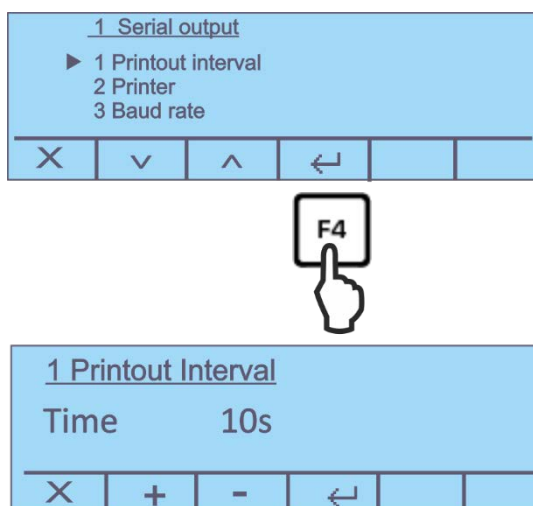 1 Serial output
▶ 1 Printout interval
2 Printer
3 Baud rate
X ∨ ∧ ↵
F4
1 Printout Interval
Time 10s
X + - ↵